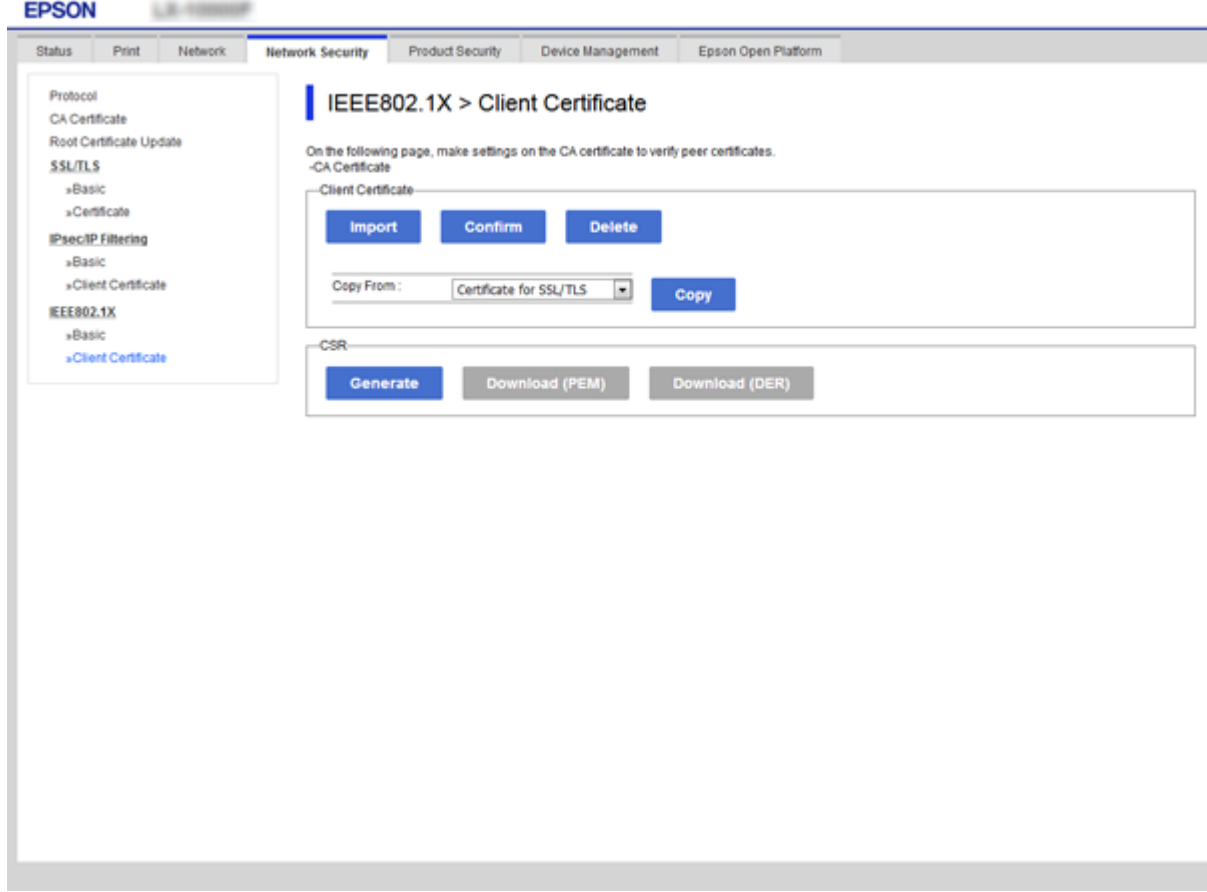 EPSON
Status Print Network Network Security Product Security Device Management Epson Open Platform
Protocol
CA Certificate
Root Certificate Update
SSL/TLS
»Basic
»Certificate
IPsec/IP Filtering
»Basic
»Client Certificate
IEEE802.1X
»Basic
»Client Certificate
IEEE802.1X > Client Certificate
On the following page, make settings on the CA certificate to verify peer certificates.
-CA Certificate
Client Certificate
Import Confirm Delete
Copy From : Certificate for SSL/TLS Copy
CSR
Generate Download (PEM) Download (DER)